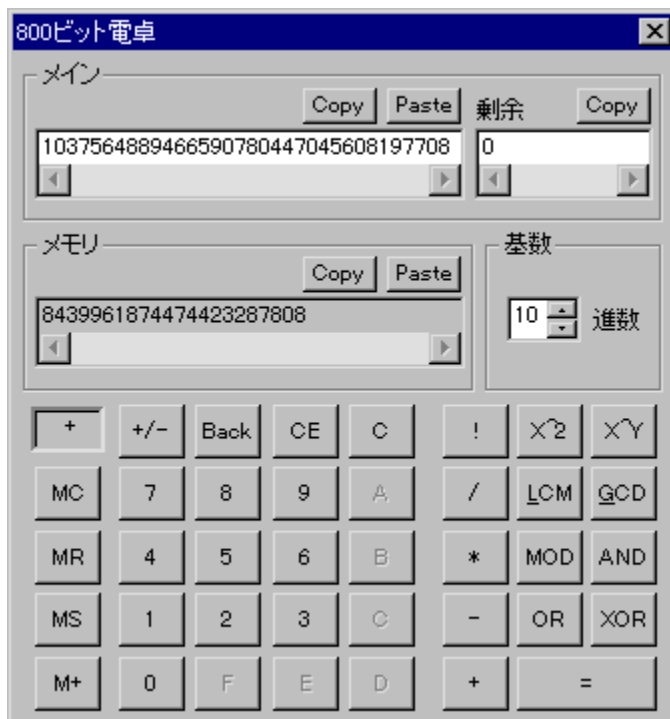 800ビット電卓
メイン
Copy Paste 剰余 Copy
1037564889466590780447045608197708 0
メモリ 基数
Copy Paste
84399618744744232​87808 10 進数
+ +/- Back CE C ! X^2 X^Y
MC 7 8 9 A / LCM GCD
MR 4 5 6 B * MOD AND
MS 1 2 3 C - OR XOR
M+ 0 F E D + =